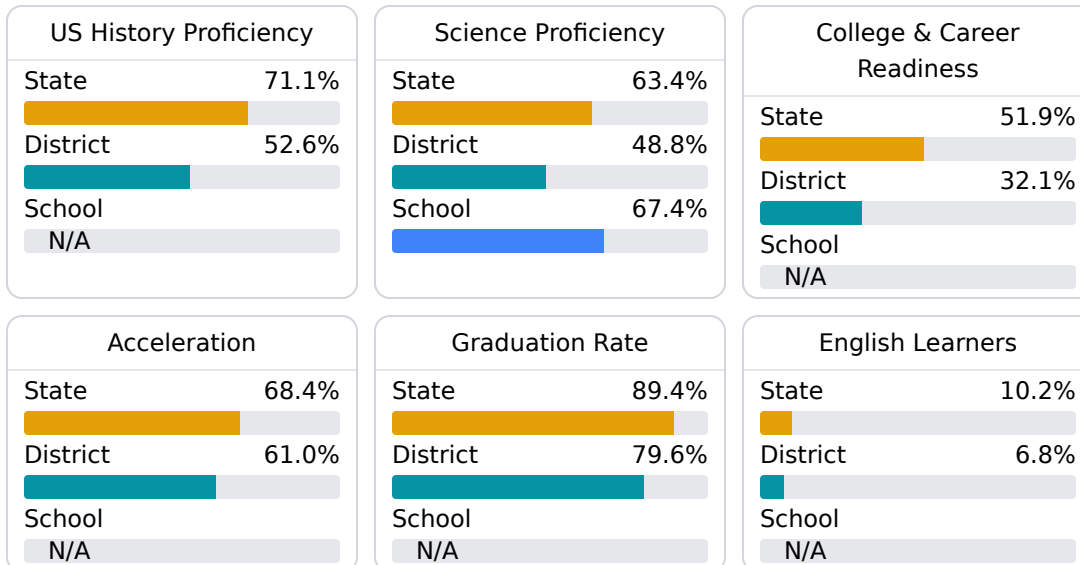 US History Proficiency
State 71.1%
District 52.6%
School
N/A
Science Proficiency
State 63.4%
District 48.8%
School 67.4%
College & Career
Readiness
State 51.9%
District 32.1%
School
N/A
Acceleration
State 68.4%
District 61.0%
School
N/A
Graduation Rate
State 89.4%
District 79.6%
School
N/A
English Learners
State 10.2%
District 6.8%
School
N/A